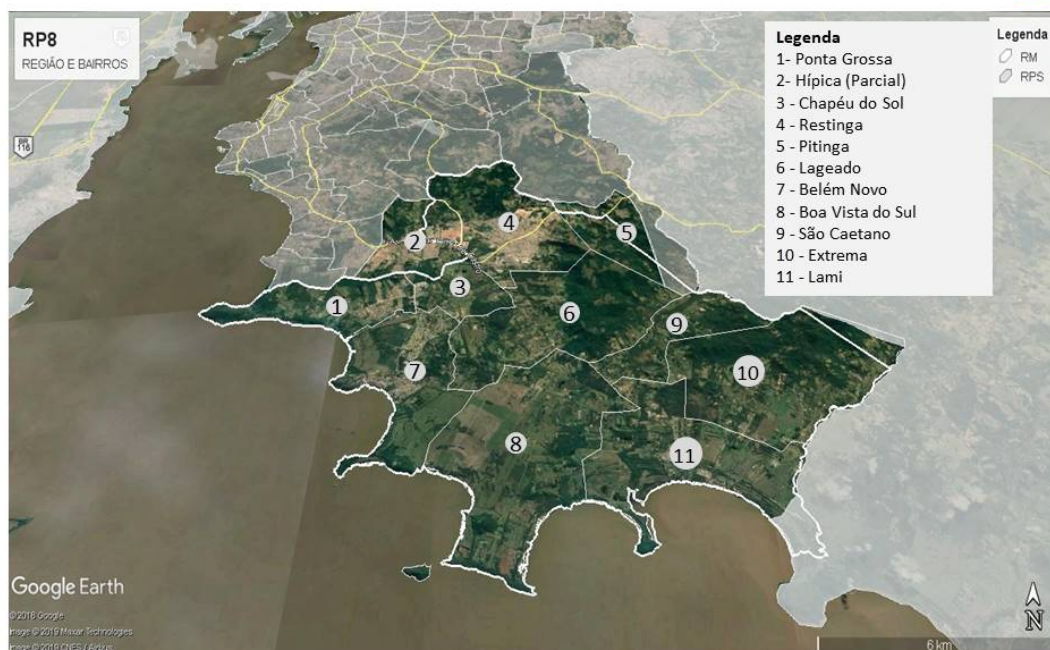 RP8
REGIÃO E BAIRROS
Legenda
1- Ponta Grossa
2- Hípica (Parcial)
3 - Chapéu do Sol
4 - Restinga
5 - Pitinga
6 - Lageado
7 - Belém Novo
8 - Boa Vista do Sul
9 - São Caetano
10 - Extrema
11 - Lami
Legenda
RM
RPS
116
4
2
5
3
1
6
9
7
10
8
11
Google Earth
©2018 Google
Image © 2019 Maxar Technologies
Image © 2019 CNES / Airbus
N
6 km